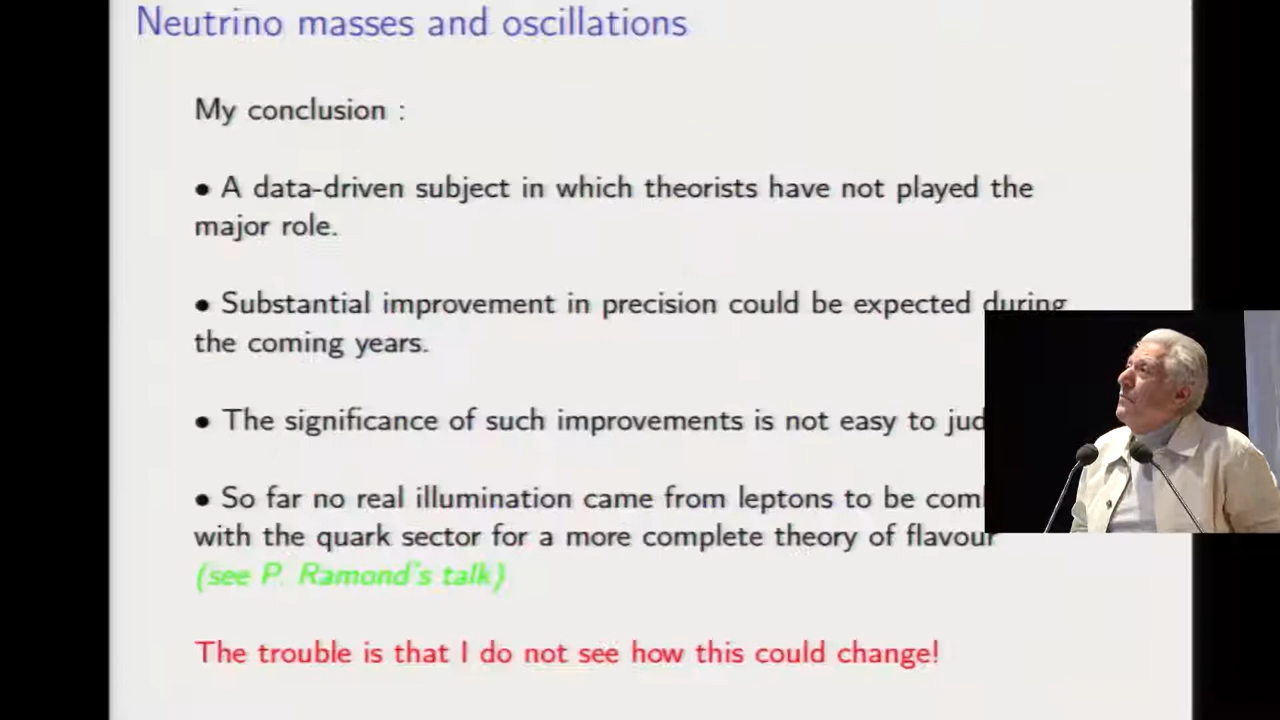 Neutrino masses and oscillations
My conclusion :
• A data-driven subject in which theorists have not played the
major role.
• Substantial improvement in precision could be expected during
the coming years.
• The significance of such improvements is not easy to
• So far no real illumination came from leptons to be
with the quark sector for a more complete theory of flavour
(see P. Ramond's talk)
The trouble is that I do not see how this could change!